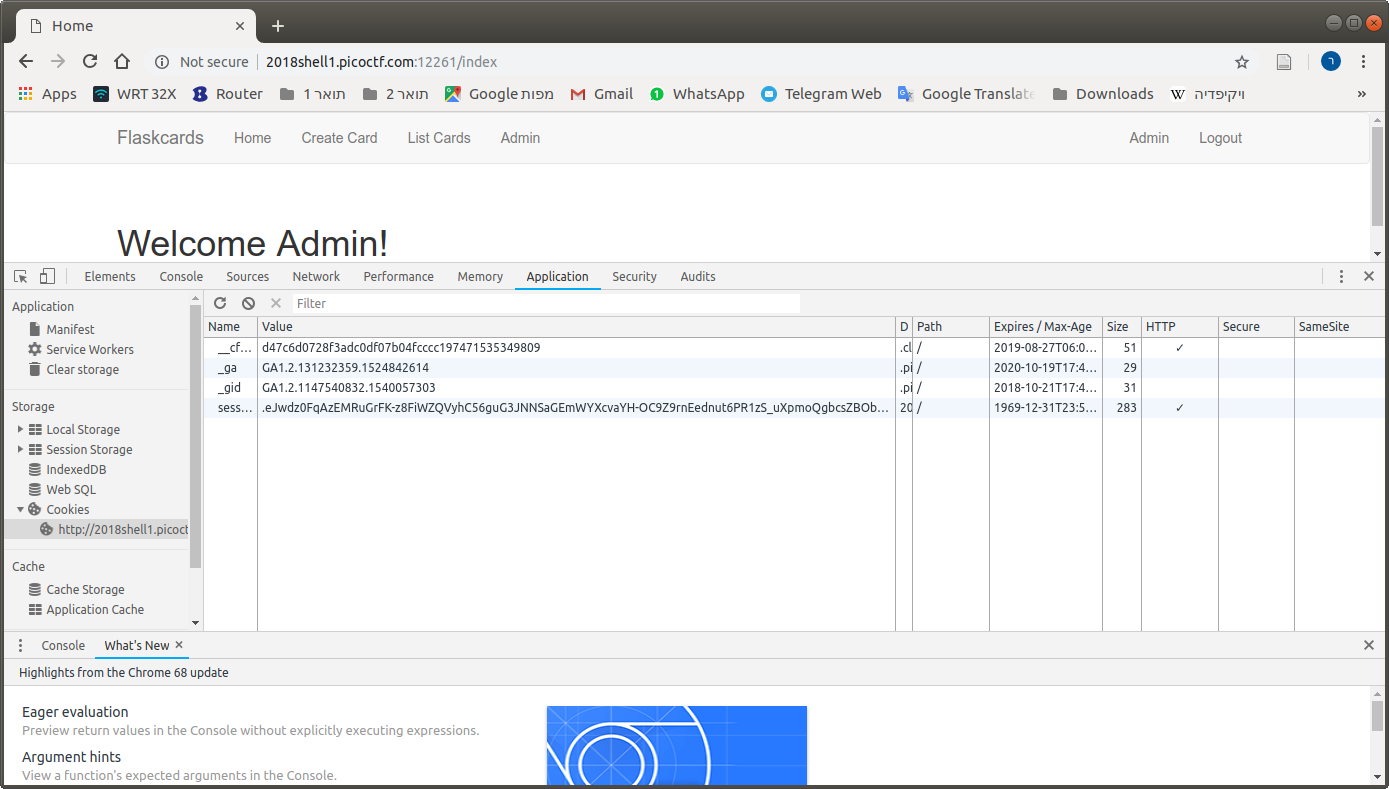 Home
Not secure 2018shell1.picoctf.com:12261/index
Apps WRT 32X Router תואר 1 תואר 2 Google מפות Gmail WhatsApp Telegram Web Google Translate Downloads ויקיפדיה »
Flaskcards Home Create Card List Cards Admin Admin Logout
Welcome Admin!
Elements Console Sources Network Performance Memory Application Security Audits
Application
Manifest
Service Workers
Clear storage
Storage
Local Storage
Session Storage
IndexedDB
Web SQL
Cookies
http://2018shell1.picoct
Cache
Cache Storage
Application Cache
Filter
Name Value D Path Expires / Max-Age Size HTTP Secure SameSite
__cf... d47c6d0728f3adc0df07b04fcccc197471535349809 .cl / 2019-08-27T06:0... 51 ✓
_ga GA1.2.131232359.1524842614 .pi / 2020-10-19T17:4... 29
_gid GA1.2.1147540832.1540057303 .pi / 2018-10-21T17:4... 31
sess... .eJwdz0FqAzEMRuGrFK-z8FiWZQVyhC56guG3JNNSaGEmWYXcvaYH-OC9Z9rnEednut6PR1zS_uXpmoQgbcsZBOb... 20 / 1969-12-31T23:5... 283 ✓
Console What's New
Highlights from the Chrome 68 update
Eager evaluation
Preview return values in the Console without explicitly executing expressions.
Argument hints
View a function's expected arguments in the Console.